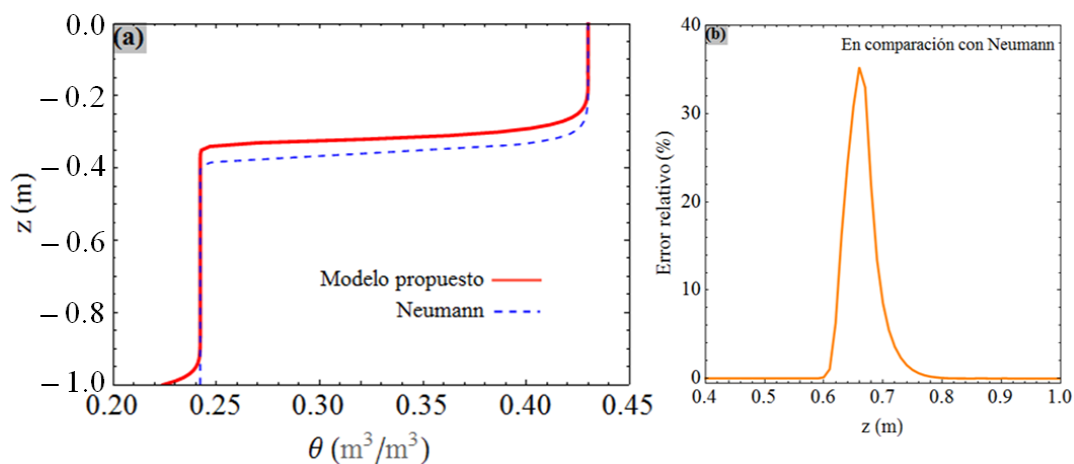 (a)
0.0
−0.2
−0.4
−0.6
−0.8
−1.0
z (m)
Modelo propuesto
Neumann
0.20
0.25
0.30
0.35
0.40
0.45
θ (m³/m³)
(b)
En comparación con Neumann
40
30
20
10
0
Error relativo (%)
0.4
0.5
0.6
0.7
0.8
0.9
1.0
z (m)